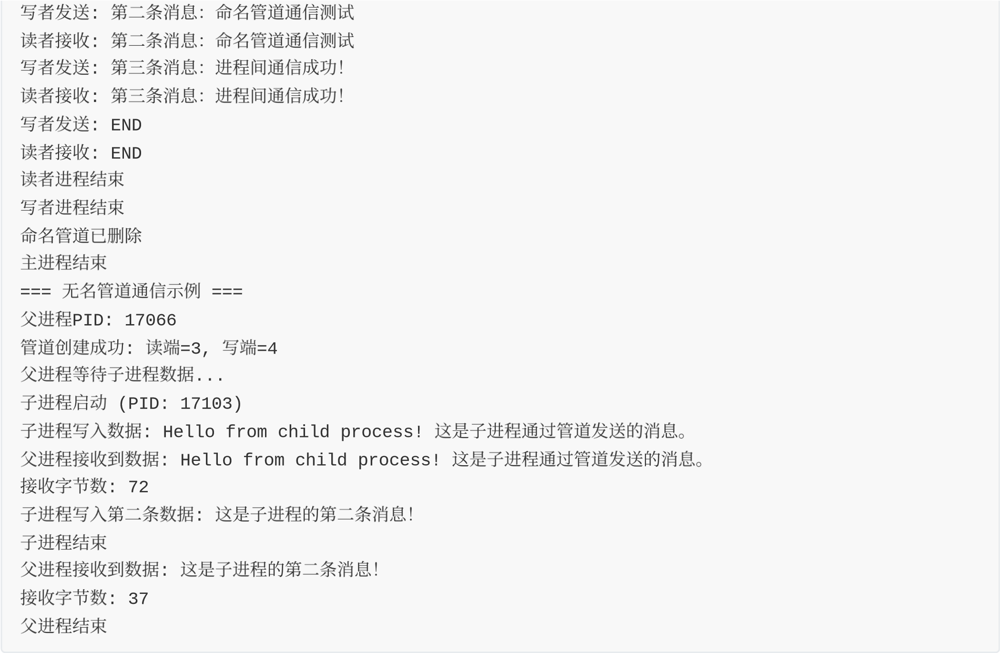 写者发送: 第二条消息：命名管道通信测试
读者接收: 第二条消息：命名管道通信测试
写者发送: 第三条消息：进程间通信成功！
读者接收: 第三条消息：进程间通信成功！
写者发送: END
读者接收: END
读者进程结束
写者进程结束
命名管道已删除
主进程结束
=== 无名管道通信示例 ===
父进程PID: 17066
管道创建成功: 读端=3, 写端=4
父进程等待子进程数据...
子进程启动 (PID: 17103)
子进程写入数据: Hello from child process! 这是子进程通过管道发送的消息。
父进程接收到数据: Hello from child process! 这是子进程通过管道发送的消息。
接收字节数: 72
子进程写入第二条数据: 这是子进程的第二条消息！
子进程结束
父进程接收到数据: 这是子进程的第二条消息！
接收字节数: 37
父进程结束